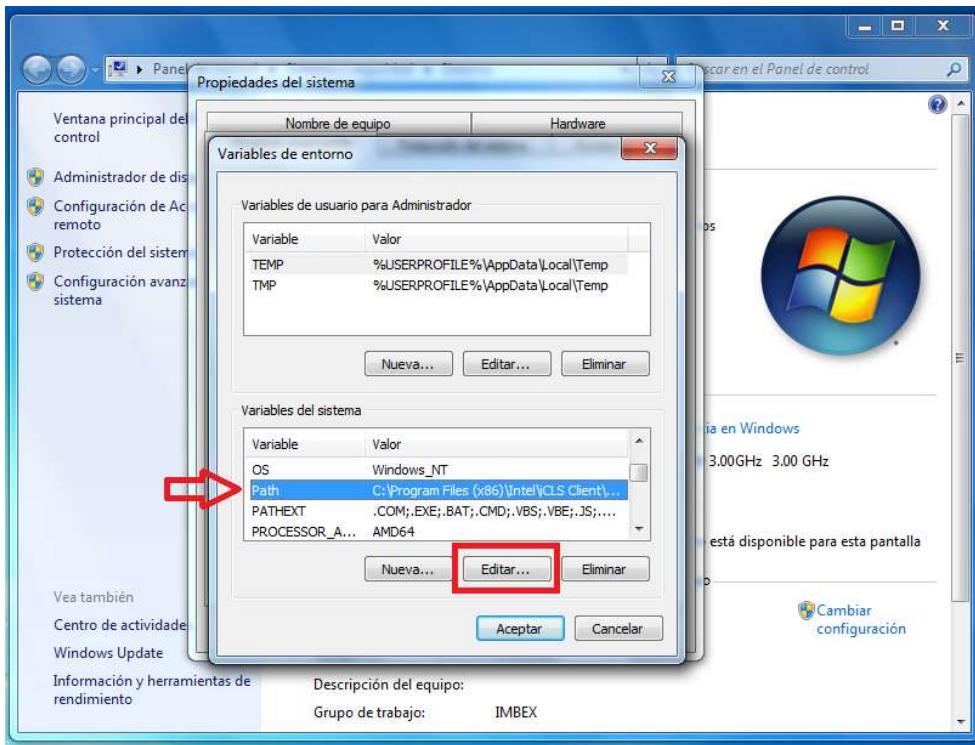 Panel
scar en el Panel de control
Propiedades del sistema
Ventana principal del
control
Nombre de equipo
Hardware
Variables de entorno
Administrador de dis
Configuración de Ac
remoto
Protección del sistem
Configuración avanz
sistema
Variables de usuario para Administrador
Variable Valor
TEMP %USERPROFILE%\AppData\Local\Temp
TMP %USERPROFILE%\AppData\Local\Temp
os
Nueva... Editar... Eliminar
Variables del sistema
Variable Valor
OS Windows_NT
Path C:\Program Files (x86)\Intel\iCLS Client\...
PATHEXT .COM;.EXE;.BAT;.CMD;.VBS;.VBE;.JS;....
PROCESSOR_A... AMD64
ia en Windows
3.00GHz 3.00 GHz
está disponible para esta pantalla
Nueva... Editar... Eliminar
o
Aceptar Cancelar
Cambiar
configuración
Vea también
Centro de actividade
Windows Update
Información y herramientas de
rendimiento
Descripción del equipo:
Grupo de trabajo: IMBEX